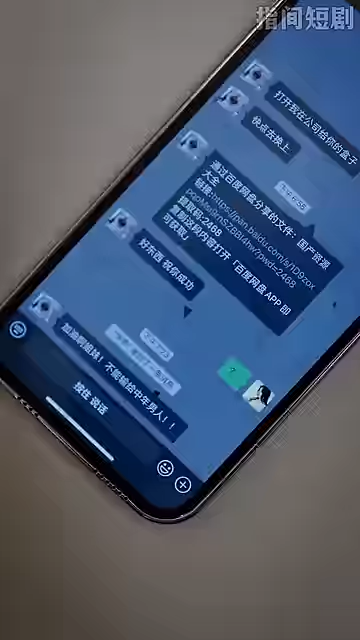 指间短剧
打开我在公司给你的盒子
快点去换上
通过百度网盘分享的文件：国产资源
大全
链接:https://pan.baidu.com/s/1D9zox
提取码:2468
复制这段内容打开「百度网盘 APP 即
可获取」
好东西 祝你成功
加油啊姐妹！不能输给中年男人！！
?
按住 说话